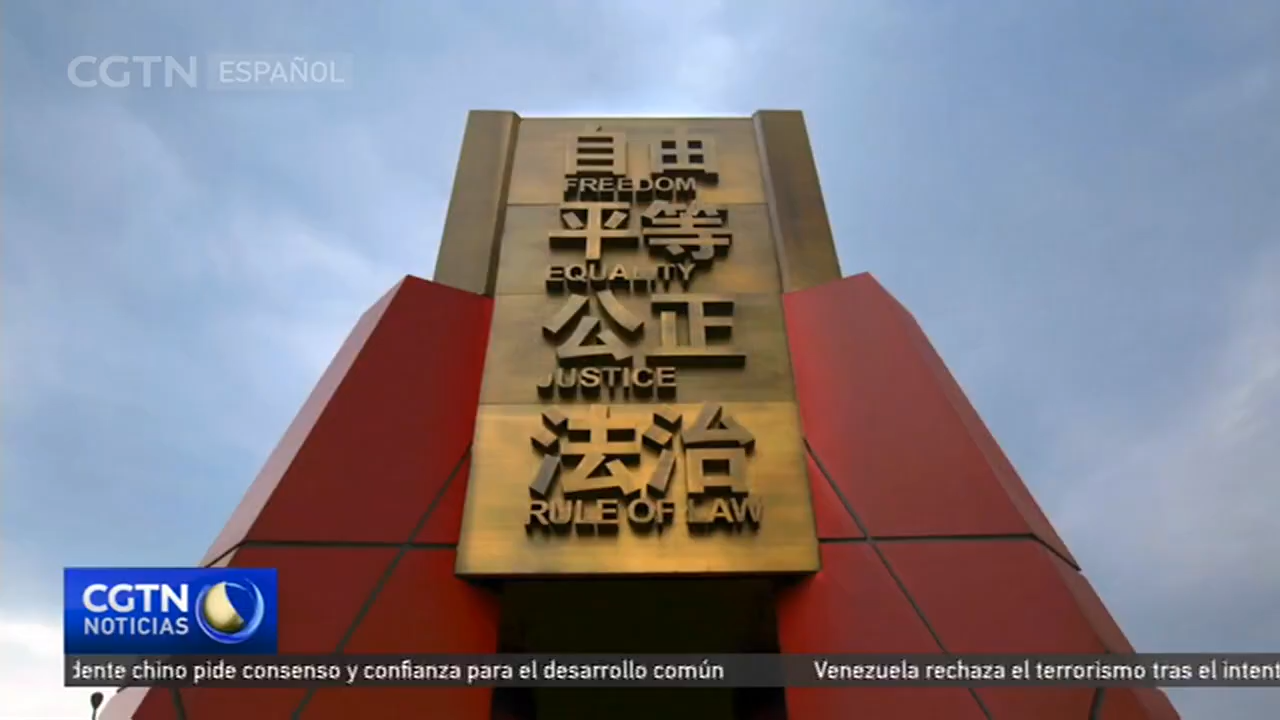 CGTN ESPAÑOL
自由
FREEDOM
平等
EQUALITY
公正
JUSTICE
法治
RULE OF LAW
CGTN
NOTICIAS
dente chino pide consenso y confianza para el desarrollo común Venezuela rechaza el terrorismo tras el intent